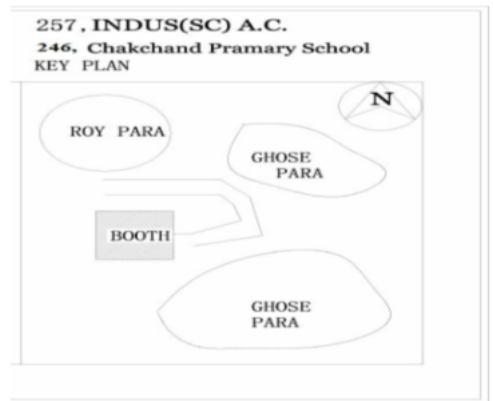 257, INDUS(SC) A.C.
246, Chakchand Pramary School
KEY PLAN
N
ROY PARA
GHOSE
PARA
BOOTH
GHOSE
PARA